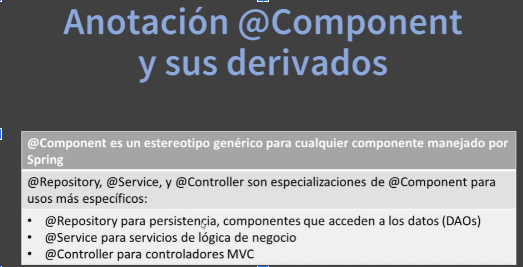 Anotación @Component
y sus derivados
@Component es un estereotipo genérico para cualquier componente manejado por
Spring
@Repository, @Service, y @Controller son especializaciones de @Component para
usos más específicos:
• @Repository para persistencia, componentes que acceden a los datos (DAOs)
• @Service para servicios de lógica de negocio
• @Controller para controladores MVC